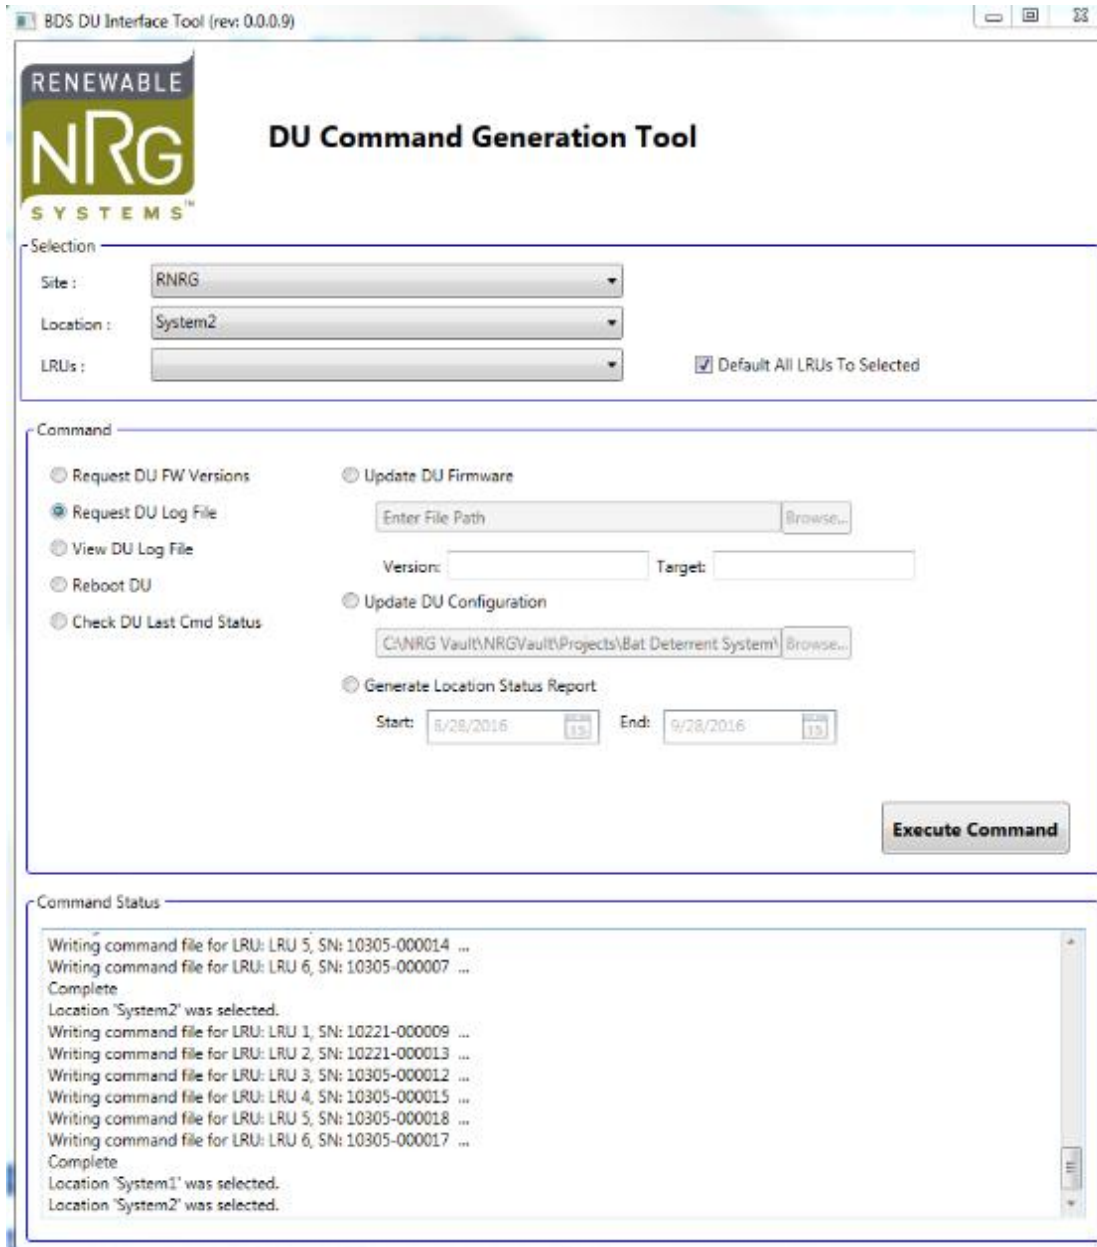 BDS DU Interface Tool (rev: 0.0.0.9)
RENEWABLE
NRG
SYSTEMS™
DU Command Generation Tool
Selection
Site : RNRG
Location : System2
LRUs : Default All LRUs To Selected
Command
Request DU FW Versions
Request DU Log File
View DU Log File
Reboot DU
Check DU Last Cmd Status
Update DU Firmware
Enter File Path Browse...
Version: Target:
Update DU Configuration
C:\NRG Vault\NRGVault\Projects\Bat Deterrent System\ Browse...
Generate Location Status Report
Start: /28/2016 15 End: 9/28/2016 15
Execute Command
Command Status
Writing command file for LRU: LRU 5, SN: 10305-000014 ...
Writing command file for LRU: LRU 6, SN: 10305-000007 ...
Complete
Location 'System2' was selected.
Writing command file for LRU: LRU 1, SN: 10221-000009 ...
Writing command file for LRU: LRU 2, SN: 10221-000013 ...
Writing command file for LRU: LRU 3, SN: 10305-000012 ...
Writing command file for LRU: LRU 4, SN: 10305-000015 ...
Writing command file for LRU: LRU 5, SN: 10305-000018 ...
Writing command file for LRU: LRU 6, SN: 10305-000017 ...
Complete
Location 'System1' was selected.
Location 'System2' was selected.